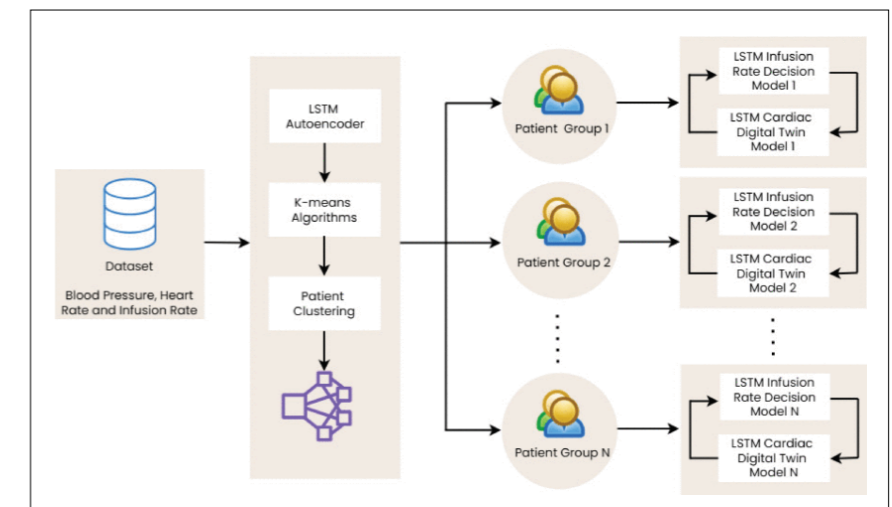 Dataset
Blood Pressure, Heart
Rate and Infusion Rate
LSTM
Autoencoder
K-means
Algorithms
Patient
Clustering
Patient Group 1
LSTM Infusion
Rate Decision
Model 1
LSTM Cardiac
Digital Twin
Model 1
Patient Group 2
LSTM Infusion
Rate Decision
Model 2
LSTM Cardiac
Digital Twin
Model 2
Patient Group N
LSTM Infusion
Rate Decision
Model N
LSTM Cardiac
Digital Twin
Model N